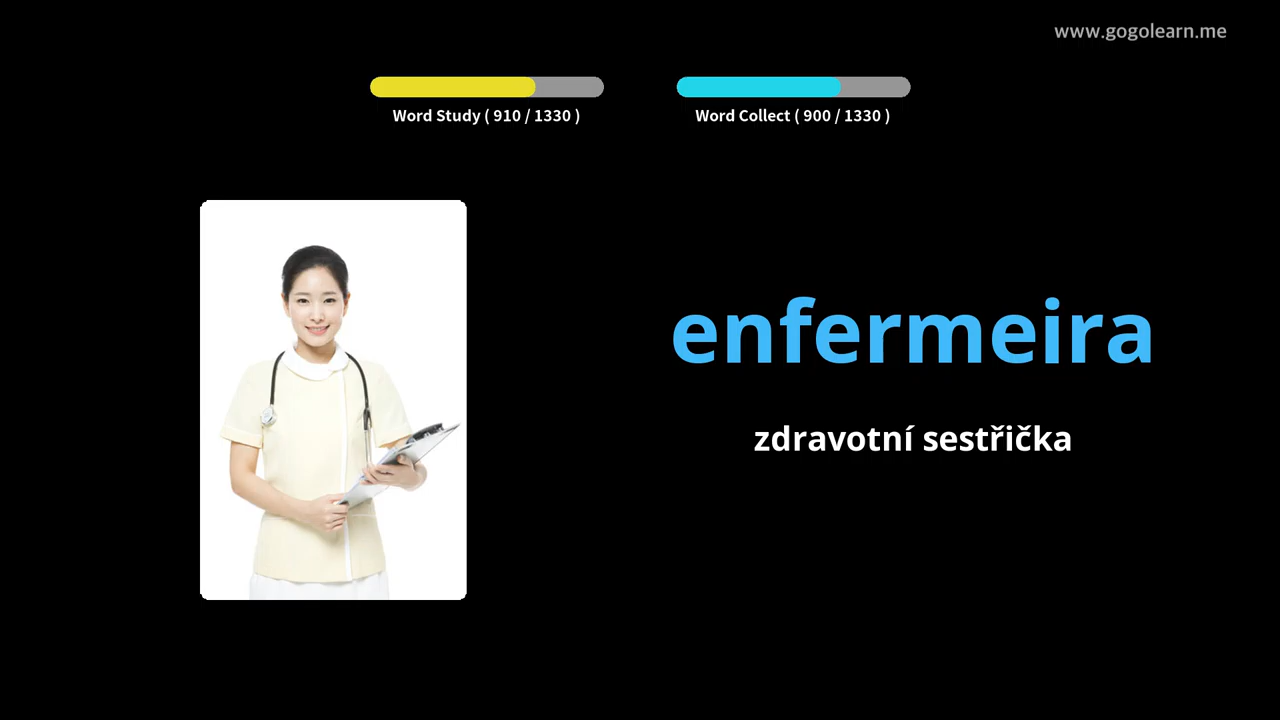 www.gogolearn.me
Word Study ( 910 / 1330 )
Word Collect ( 900 / 1330 )
enfermeira
zdravotní sestřička